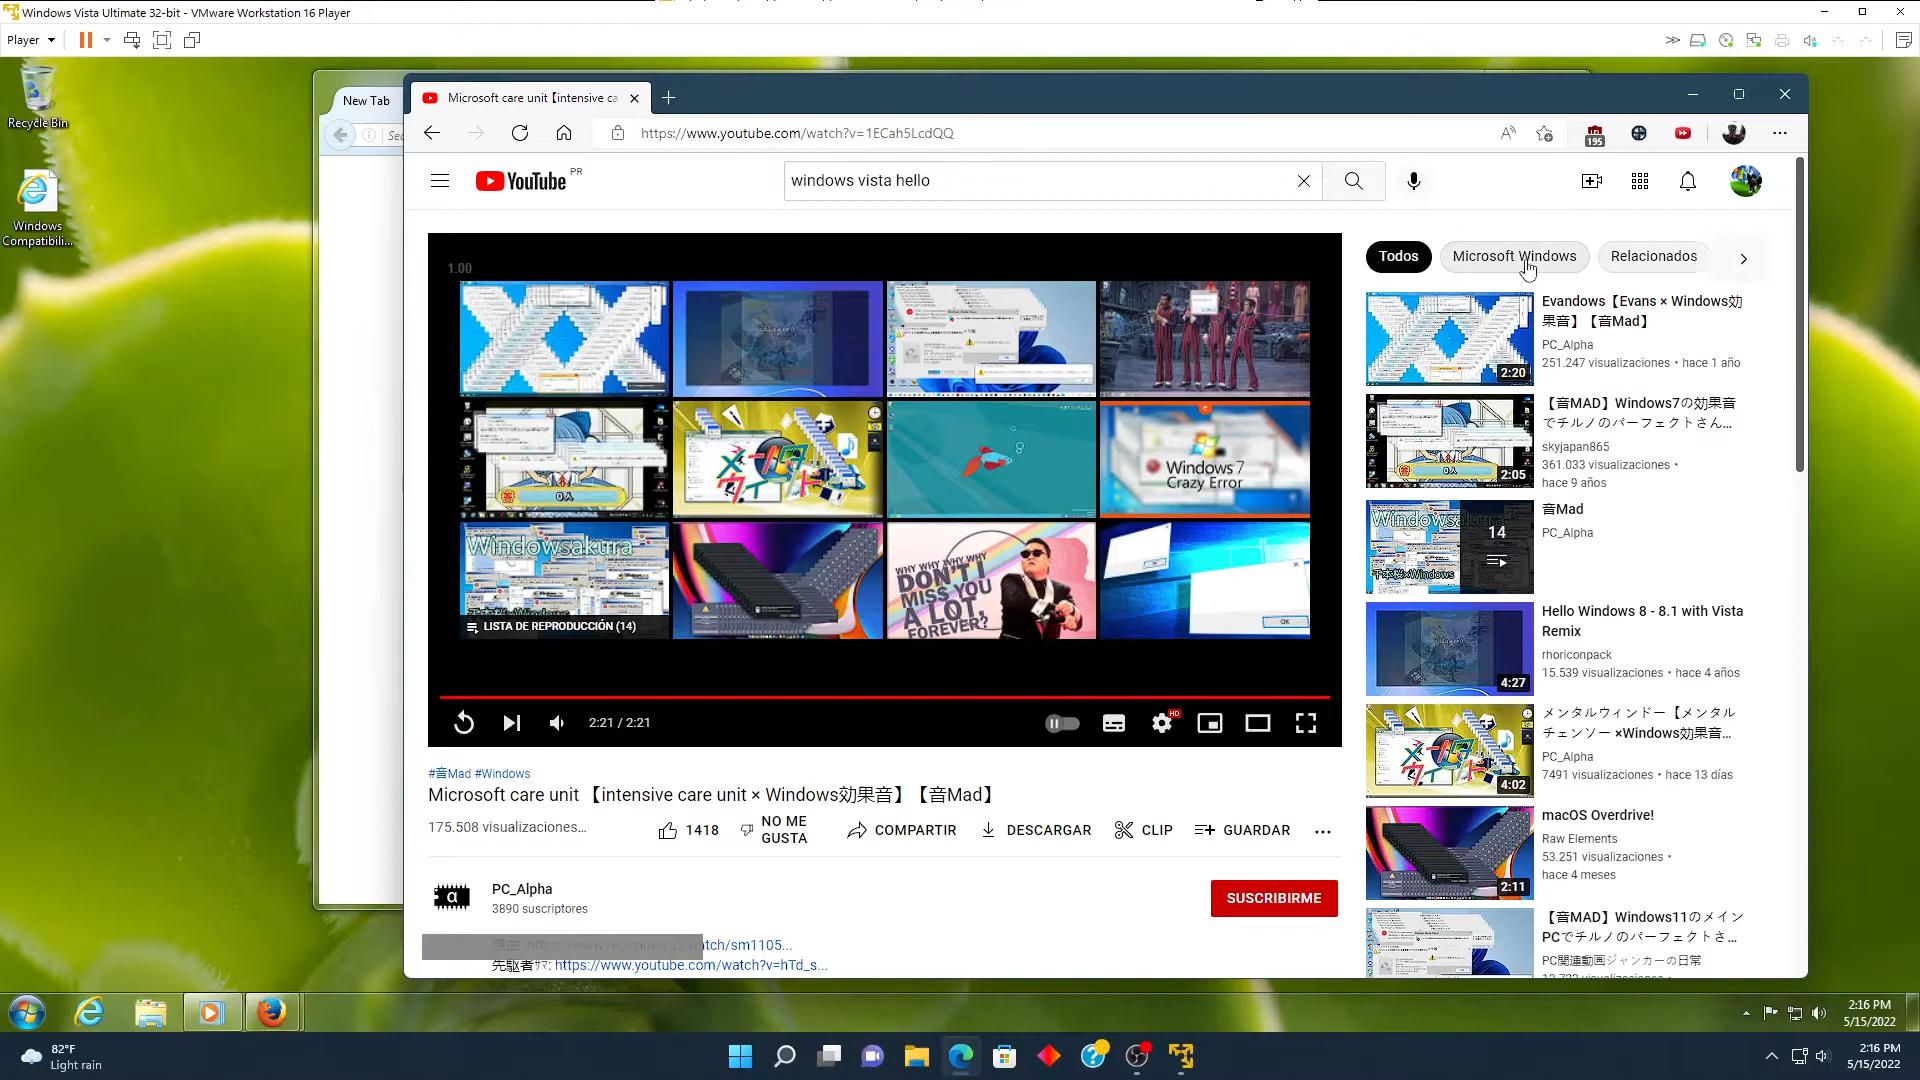 Windows Vista Ultimate 32-bit - VMware Workstation 16 Player
Player
Recycle Bin
Windows
Compatibili...
New Tab
Microsoft care unit【intensive ca
https://www.youtube.com/watch?v=1ECah5LcdQQ
195
YouTube PR
windows vista hello
1.00
Windows 7
Crazy Error
Windowsakura
WHY WHY WHY WHY
DON'T I
MISS YOU
A LOT,
FOREVER?
OK
LISTA DE REPRODUCCIÓN (14)
2:21 / 2:21
HD
#音Mad #Windows
Microsoft care unit 【intensive care unit × Windows効果音】【音Mad】
175.508 visualizaciones...
1418
NO ME
GUSTA
COMPARTIR
DESCARGAR
CLIP
GUARDAR
PC_Alpha
3890 suscriptores
SUSCRIBIRME
atch/sm1105...
先駆者ｻﾏ: https://www.youtube.com/watch?v=hTd_s...
Todos
Microsoft Windows
Relacionados
Evandows【Evans × Windows効
果音】【音Mad】
PC_Alpha
251.247 visualizaciones • hace 1 año
2:20
【音MAD】Windows7の効果音
でチルノのパーフェクトさん…
skyjapan865
361.033 visualizaciones •
hace 9 años
2:05
音Mad
PC_Alpha
14
Windowsakura
Hello Windows 8 - 8.1 with Vista
Remix
rhoriconpack
15.539 visualizaciones • hace 4 años
4:27
メンタルウィンドー【メンタル
チェンソー ×Windows効果音…
PC_Alpha
7491 visualizaciones • hace 13 días
4:02
macOS Overdrive!
Raw Elements
53.251 visualizaciones •
hace 4 meses
2:11
【音MAD】Windows11のメイン
PCでチルノのパーフェクトさ…
PC関連動画ジャンカーの日常
2:16 PM
5/15/2022
82°F
Light rain
2:16 PM
5/15/2022